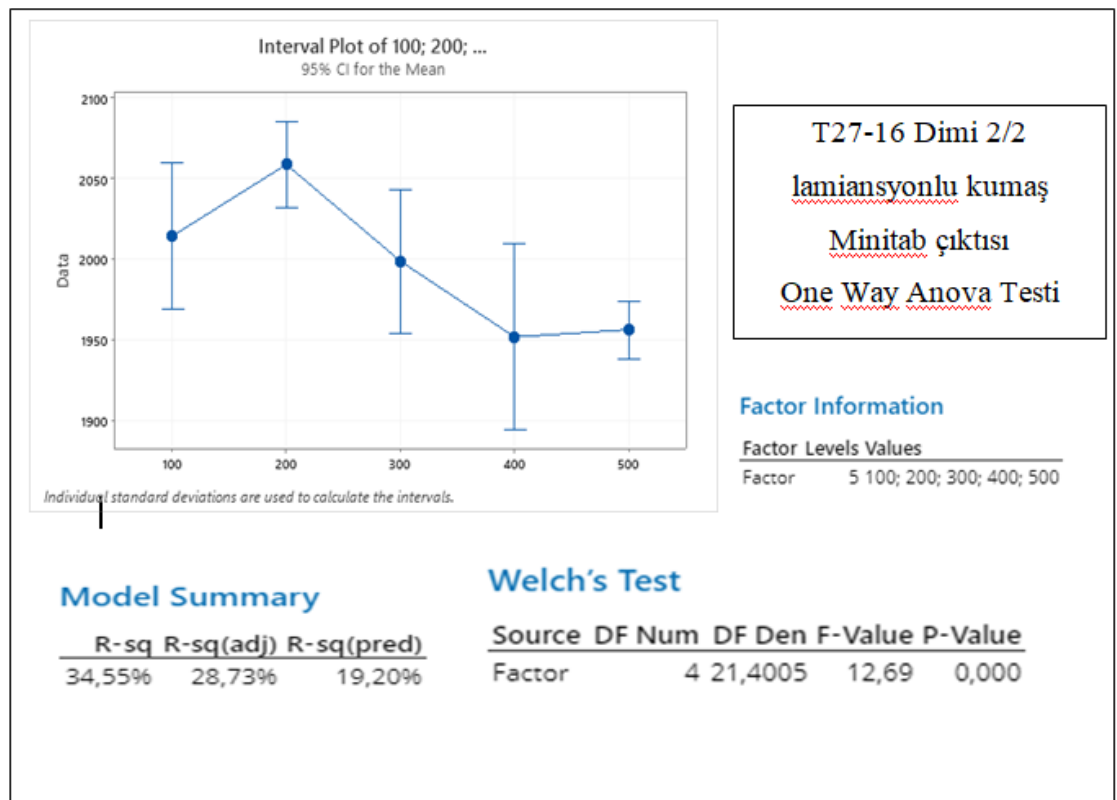 Interval Plot of 100; 200; ...
95% CI for the Mean
2100
2050
2000
1950
1900
Data
100 200 300 400 500
Individual standard deviations are used to calculate the intervals.
T27-16 Dimi 2/2
lamiansyonlu kumaş
Minitab çıktısı
One Way Anova Testi
Factor Information
Factor Levels Values
Factor 5 100; 200; 300; 400; 500
Model Summary
R-sq R-sq(adj) R-sq(pred)
34,55% 28,73% 19,20%
Welch's Test
Source DF Num DF Den F-Value P-Value
Factor 4 21,4005 12,69 0,000